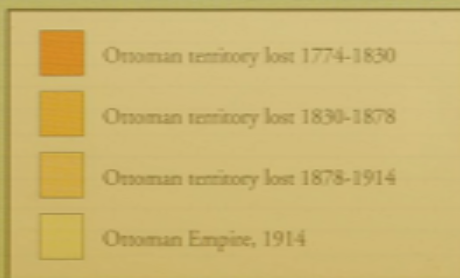 Ottoman territory lost 1774-1830
Ottoman territory lost 1830-1878
Ottoman territory lost 1878-1914
Ottoman Empire, 1914